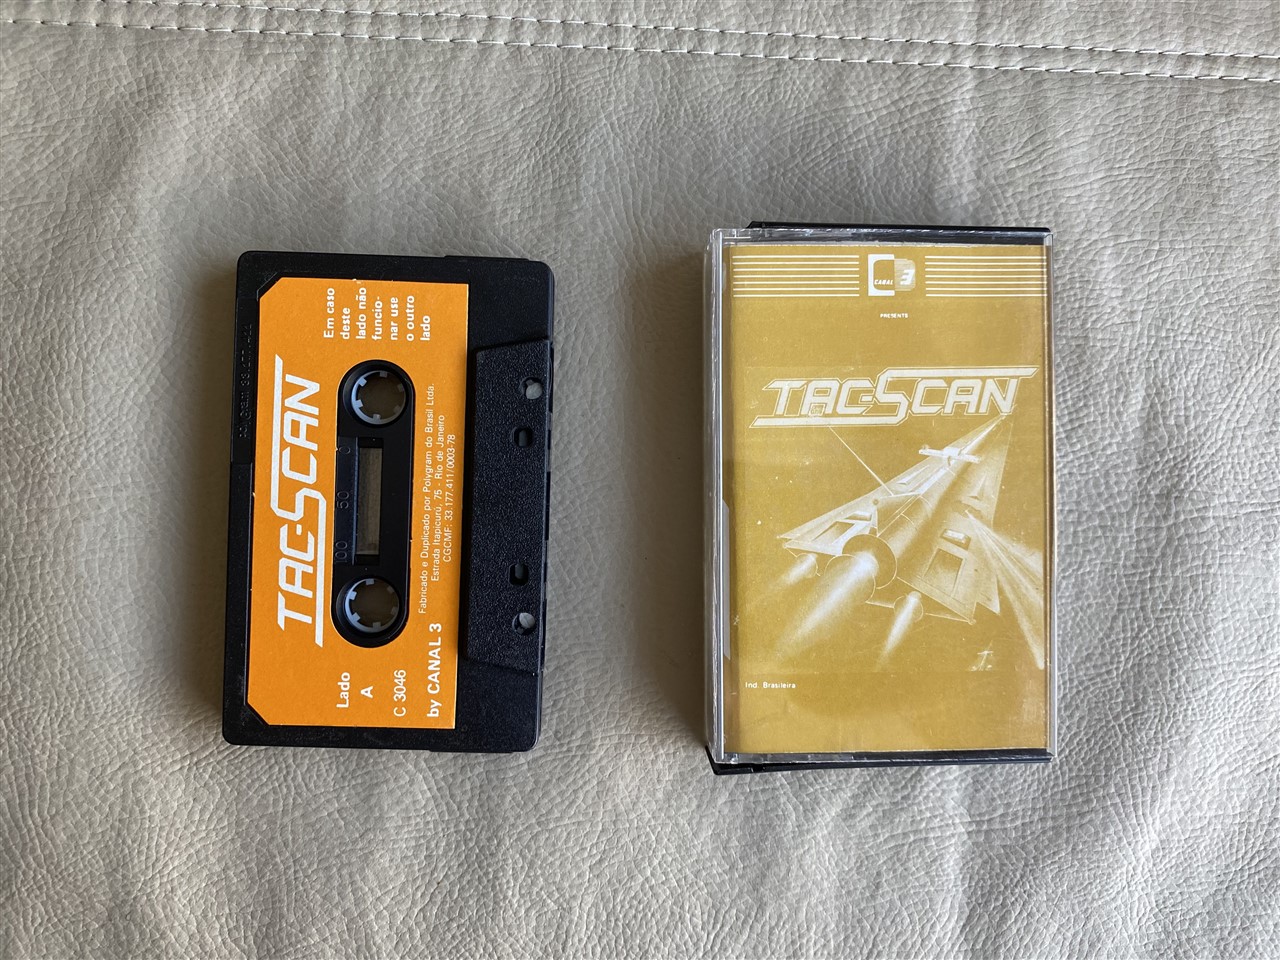 TAC-SCAN
Em caso
deste
lado não
funcio-
nar use
o outro
lado
100 50 0
Lado
A
C 3046
by CANAL 3
Fabricado e Duplicado por Polygram do Brasil Ltda.
Estrada Itapicurú, 75 - Rio de Janeiro
CGCMF: 33.177.411/0003-78
CANAL 3
PRESENTS
TAC-SCAN
Ind. Brasileira